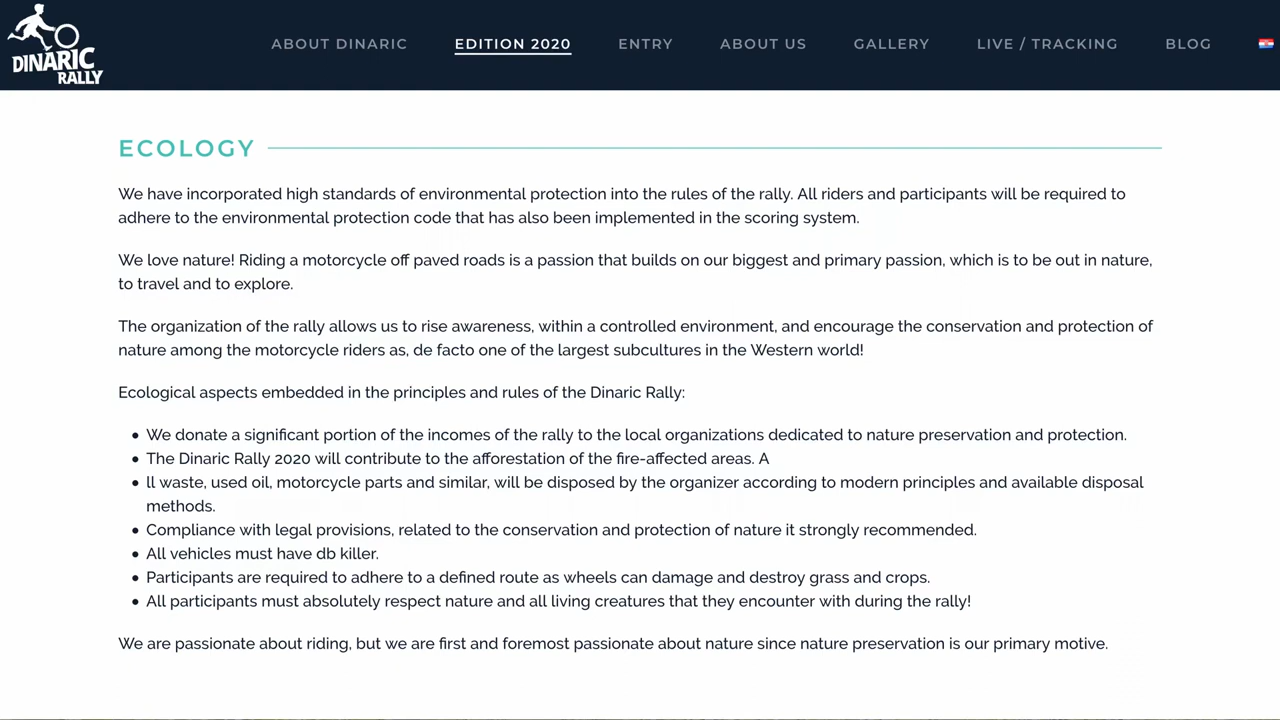 DINARIC
RALLY
ABOUT DINARIC EDITION 2020 ENTRY ABOUT US GALLERY LIVE / TRACKING BLOG
ECOLOGY
We have incorporated high standards of environmental protection into the rules of the rally. All riders and participants will be required to
adhere to the environmental protection code that has also been implemented in the scoring system.
We love nature! Riding a motorcycle off paved roads is a passion that builds on our biggest and primary passion, which is to be out in nature,
to travel and to explore.
The organization of the rally allows us to rise awareness, within a controlled environment, and encourage the conservation and protection of
nature among the motorcycle riders as, de facto one of the largest subcultures in the Western world!
Ecological aspects embedded in the principles and rules of the Dinaric Rally:
• We donate a significant portion of the incomes of the rally to the local organizations dedicated to nature preservation and protection.
• The Dinaric Rally 2020 will contribute to the afforestation of the fire-affected areas. A
• ll waste, used oil, motorcycle parts and similar, will be disposed by the organizer according to modern principles and available disposal
methods.
• Compliance with legal provisions, related to the conservation and protection of nature it strongly recommended.
• All vehicles must have db killer.
• Participants are required to adhere to a defined route as wheels can damage and destroy grass and crops.
• All participants must absolutely respect nature and all living creatures that they encounter with during the rally!
We are passionate about riding, but we are first and foremost passionate about nature since nature preservation is our primary motive.